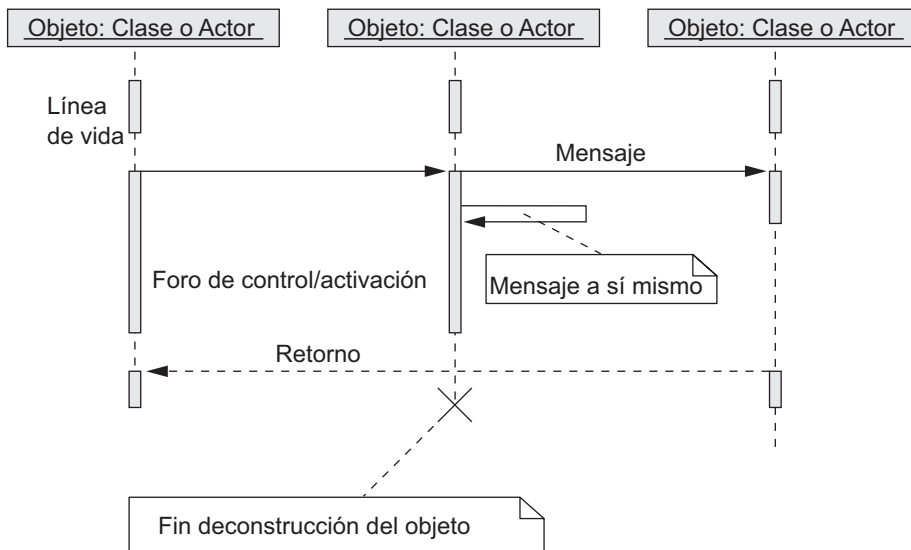 Objeto: Clase o Actor
Objeto: Clase o Actor
Objeto: Clase o Actor
Línea
de vida
Mensaje
Foro de control/activación
Mensaje a sí mismo
Retorno
Fin deconstrucción del objeto